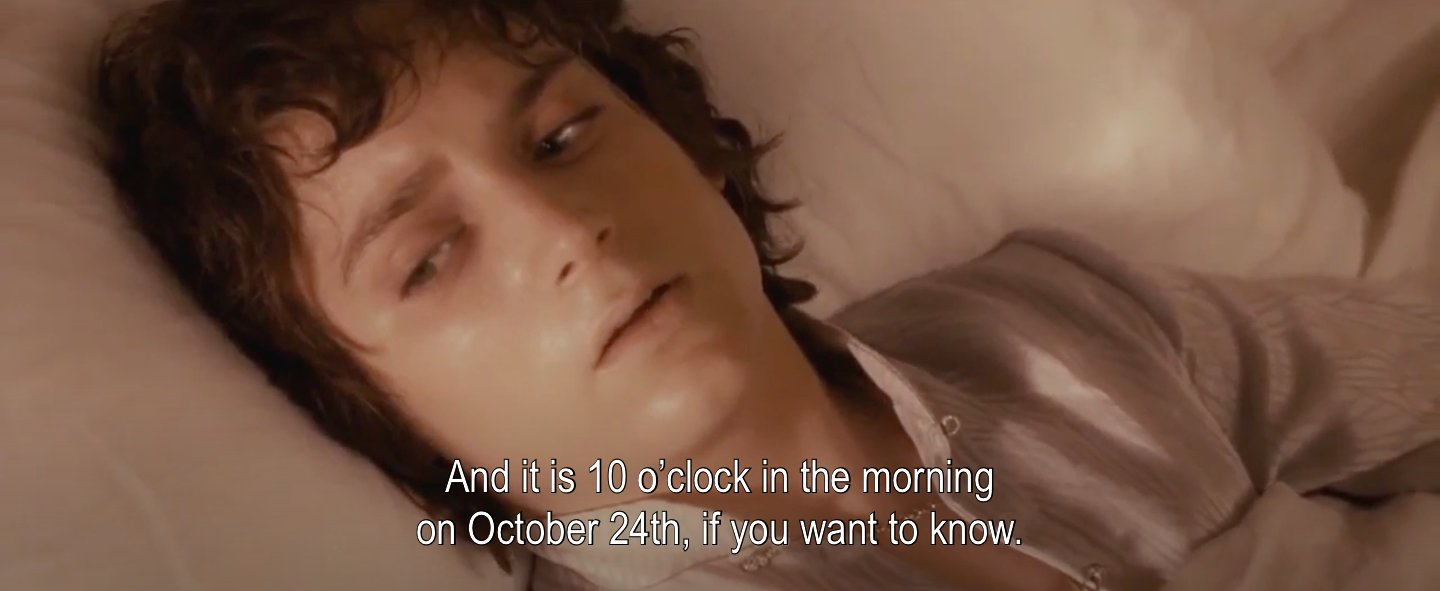 And it is 10 o’clock in the morning
on October 24th, if you want to know.